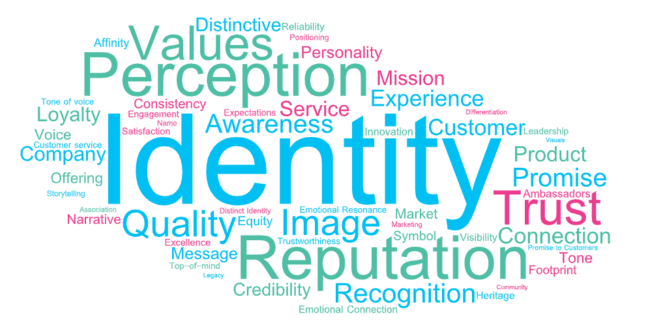 Distinctive
Reliability
Values
Affinity
Positioning
Personality
Perception
Mission
Experience
Tone of voice
Consistency
Loyalty
Engagement
Expectations
Service
Differentiation
Name
Awareness
Identity
Innovation
Customer
Leadership
Voice
Satisfaction
Customer service
Visuals
Company
Product
Offering
Promise
Storytelling
Ambassadors
Trust
Association
Distinct Identity
Emotional Resonance
Market
Narrative
Quality
Equity
Image
Marketing
Connection
Symbol
Visibility
Excellence
Trustworthiness
Reputation
Promise to Customers
Message
Tone
Top-of-mind
Footprint
Legacy
Credibility
Recognition
Community
Heritage
Emotional Connection